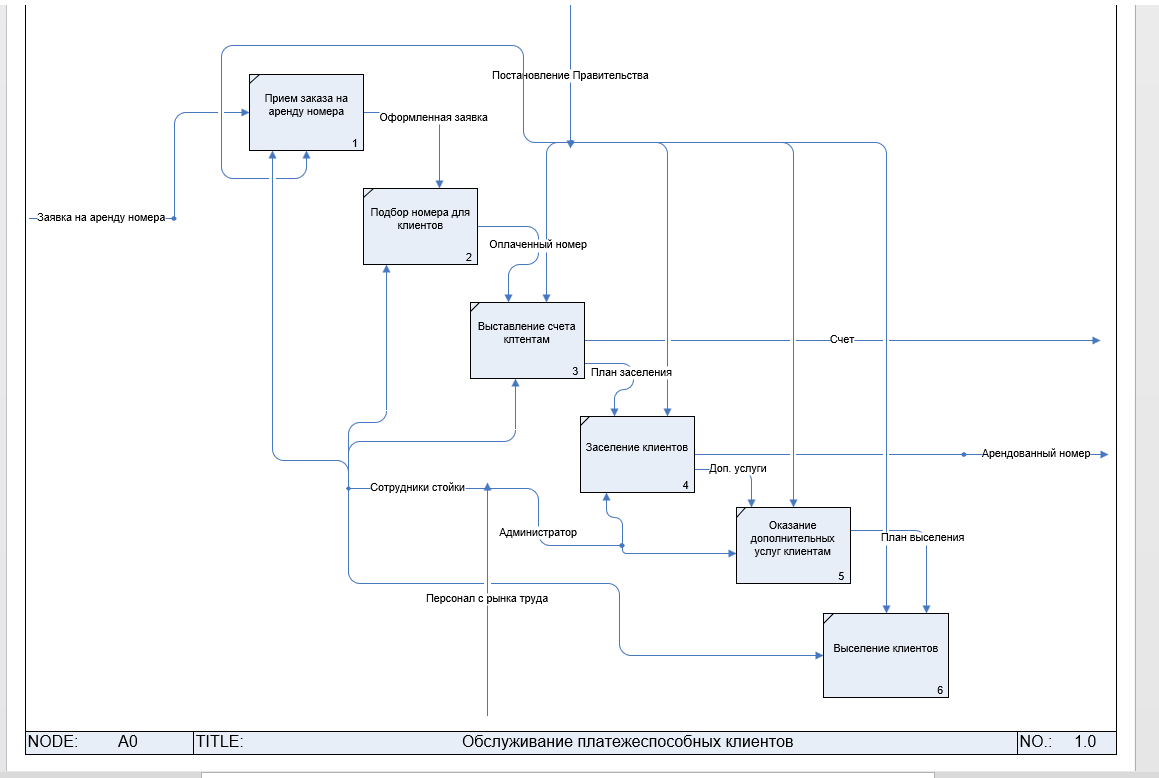 Постановление Правительства
Прием заказа на
аренду номера
1
Оформленная заявка
Заявка на аренду номера
Подбор номера для
клиентов
2
Оплаченный номер
Выставление счета
клтентам
3
Счет
План заселения
Заселение клиентов
4
Арендованный номер
Доп. услуги
Сотрудники стойки
Администратор
Оказание
дополнительных
услуг клиентам
5
План выселения
Персонал с рынка труда
Выселение клиентов
6
NODE: A0 TITLE: Обслуживание платежеспособных клиентов NO.: 1.0